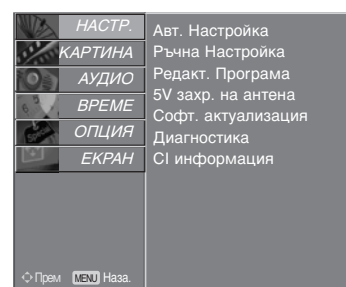 НАСТР.
КАРТИНА
АУДИО
ВРЕМЕ
ОПЦИЯ
ЕКРАН
Авт. Настройка
Ръчна Настройка
Редакт. Програма
5V захр. на антена
Софт. актуализация
Диагностика
CI информация
Прем MENU Наза.